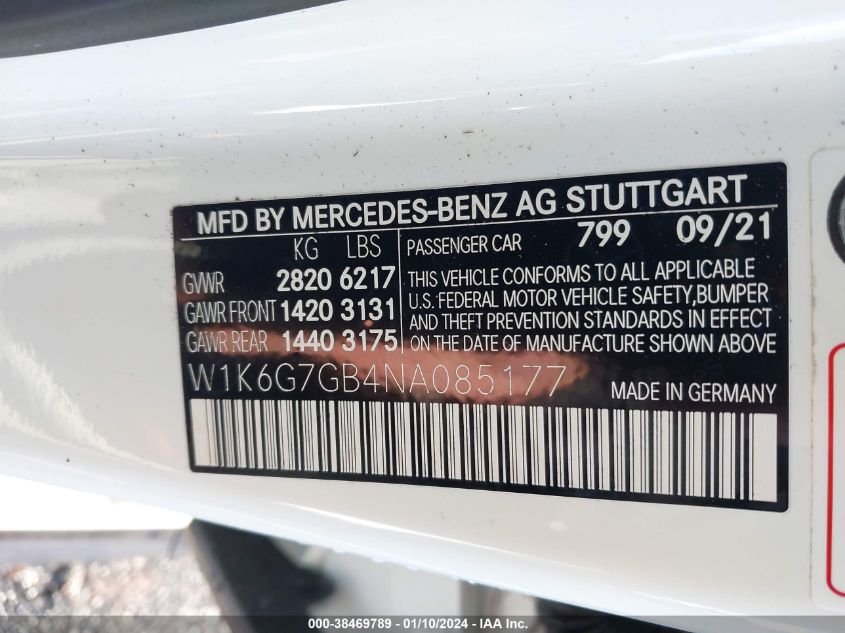 MFD BY MERCEDES-BENZ AG STUTTGART
KG LBS
GVWR 2820 6217
GAWR FRONT 1420 3131
GAWR REAR 1440 3175
PASSENGER CAR 799 09/21
THIS VEHICLE CONFORMS TO ALL APPLICABLE
U.S. FEDERAL MOTOR VEHICLE SAFETY, BUMPER
AND THEFT PREVENTION STANDARDS IN EFFECT
ON THE DATE OF MANUFACTURE SHOWN ABOVE
W1K6G7GB4NA085177
MADE IN GERMANY
000-38469789 - 01/10/2024 - IAA Inc.